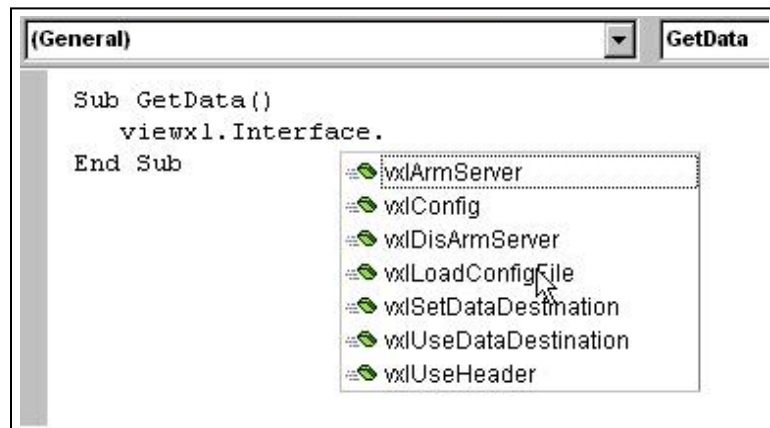 (General) GetData
Sub GetData()
viewxl.Interface.
End Sub
vxlArmServer
vxlConfig
vxlDisArmServer
vxlLoadConfigFile
vxlSetDataDestination
vxlUseDataDestination
vxlUseHeader